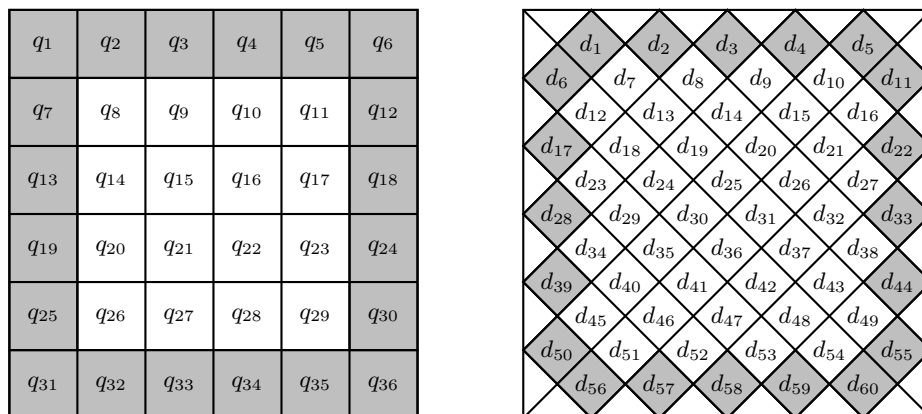 q1 q2 q3 q4 q5 q6
q7 q8 q9 q10 q11 q12
q13 q14 q15 q16 q17 q18
q19 q20 q21 q22 q23 q24
q25 q26 q27 q28 q29 q30
q31 q32 q33 q34 q35 q36
d1 d2 d3 d4 d5
d6 d7 d8 d9 d10 d11
d12 d13 d14 d15 d16
d17 d18 d19 d20 d21 d22
d23 d24 d25 d26 d27
d28 d29 d30 d31 d32 d33
d34 d35 d36 d37 d38
d39 d40 d41 d42 d43 d44
d45 d46 d47 d48 d49
d50 d51 d52 d53 d54 d55
d56 d57 d58 d59 d60